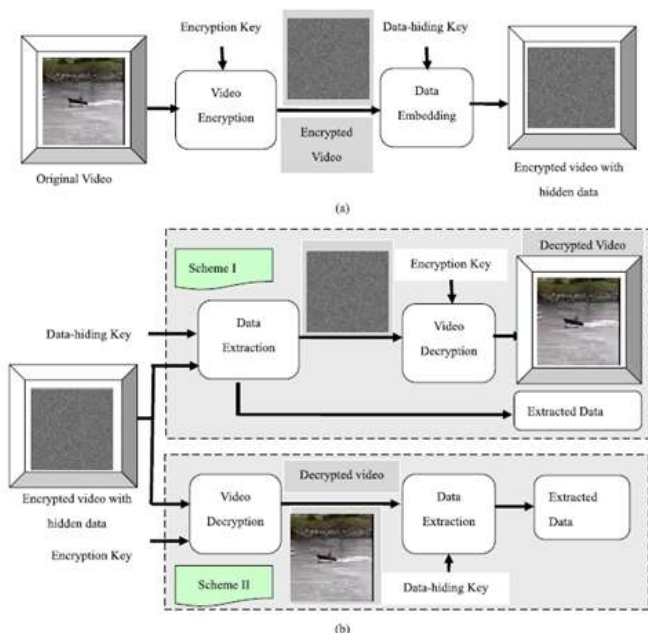 Encryption Key
Data-hiding Key
Video
Encryption
Data
Embedding
Encrypted
Video
Original Video
Encrypted video with
hidden data
(a)
Decrypted Video
Scheme I
Encryption Key
Data-hiding Key
Data
Extraction
Video
Decryption
Extracted Data
Encrypted video with
hidden data
Encryption Key
Video
Decryption
Decrypted video
Data
Extraction
Extracted
Data
Scheme II
Data-hiding Key
(b)